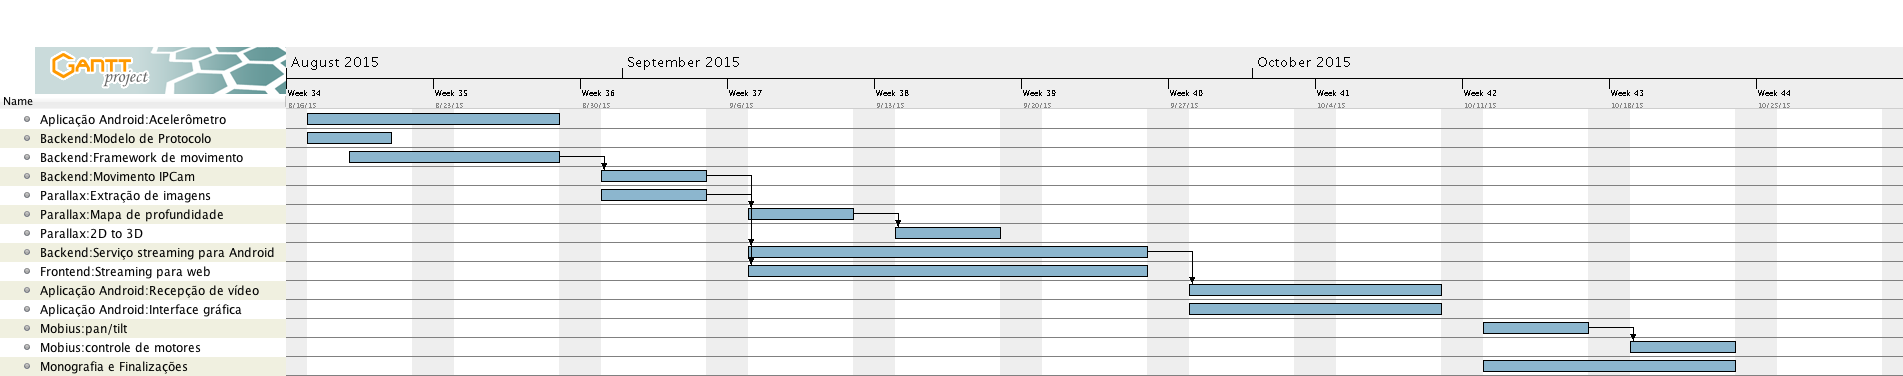 GANTT
project
August 2015 September 2015 October 2015
Week 34 Week 35 Week 36 Week 37 Week 38 Week 39 Week 40 Week 41 Week 42 Week 43 Week 44
8/16/15 8/23/15 8/30/15 9/6/15 9/13/15 9/20/15 9/27/15 10/4/15 10/11/15 10/18/15 10/25/15
Name
Aplicação Android:Acelerômetro
Backend:Modelo de Protocolo
Backend:Framework de movimento
Backend:Movimento IPCam
Parallax:Extração de imagens
Parallax:Mapa de profundidade
Parallax:2D to 3D
Backend:Serviço streaming para Android
Frontend:Streaming para web
Aplicação Android:Recepção de vídeo
Aplicação Android:Interface gráfica
Mobius:pan/tilt
Mobius:controle de motores
Monografia e Finalizações